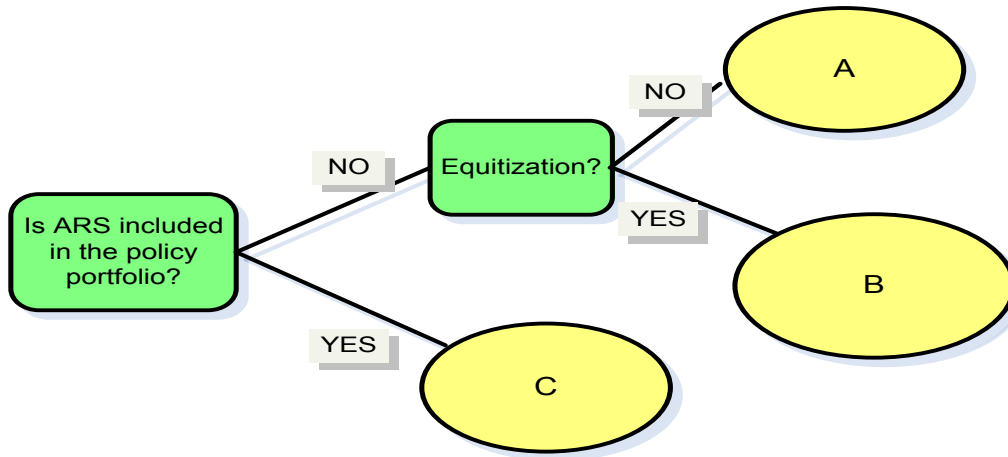 A
NO
Equitization?
NO
Is ARS included
in the policy
portfolio?
YES
B
YES
C